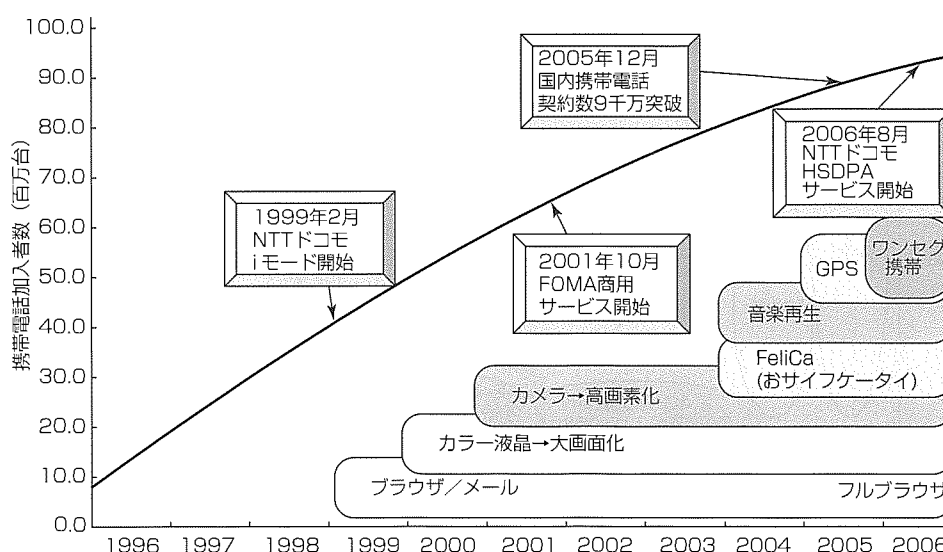 携帯電話加入者数（百万台）
100.0
90.0
80.0
70.0
60.0
50.0
40.0
30.0
20.0
10.0
0.0
2005年12月
国内携帯電話
契約数9千万突破
2006年8月
NTTドコモ
HSDPA
サービス開始
1999年2月
NTTドコモ
iモード開始
2001年10月
FOMA商用
サービス開始
GPS
ワンセグ
携帯
音楽再生
FeliCa
(おサイフケータイ)
カメラ→高画素化
カラー液晶→大画面化
ブラウザ／メール
フルブラウザ
1996 1997 1998 1999 2000 2001 2002 2003 2004 2005 2006